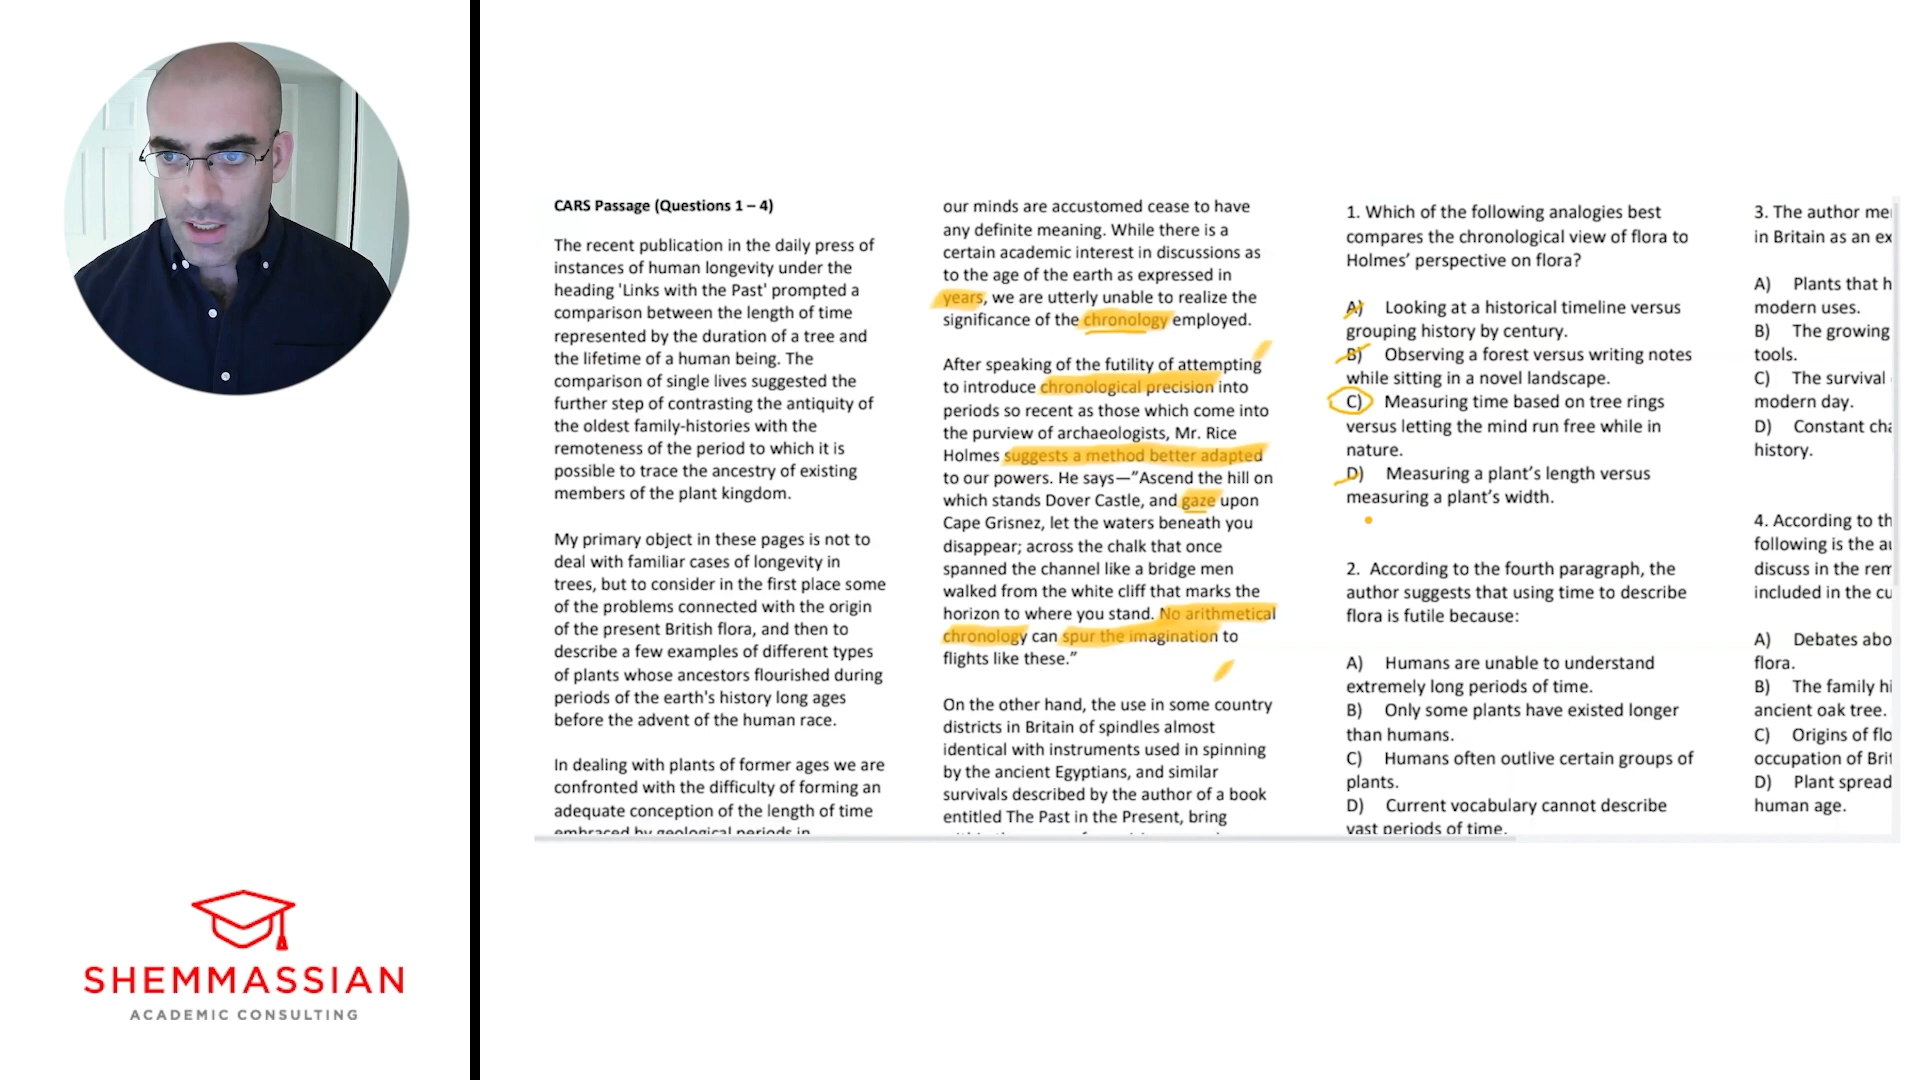 SHEMMASSIAN
ACADEMIC CONSULTING
CARS Passage (Questions 1 – 4)
The recent publication in the daily press of
instances of human longevity under the
heading 'Links with the Past' prompted a
comparison between the length of time
represented by the duration of a tree and
the lifetime of a human being. The
comparison of single lives suggested the
further step of contrasting the antiquity of
the oldest family-histories with the
remoteness of the period to which it is
possible to trace the ancestry of existing
members of the plant kingdom.
My primary object in these pages is not to
deal with familiar cases of longevity in
trees, but to consider in the first place some
of the problems connected with the origin
of the present British flora, and then to
describe a few examples of different types
of plants whose ancestors flourished during
periods of the earth's history long ages
before the advent of the human race.
In dealing with plants of former ages we are
confronted with the difficulty of forming an
adequate conception of the length of time
embraced by geological periods in
our minds are accustomed cease to have
any definite meaning. While there is a
certain academic interest in discussions as
to the age of the earth as expressed in
years, we are utterly unable to realize the
significance of the chronology employed.
After speaking of the futility of attempting
to introduce chronological precision into
periods so recent as those which come into
the purview of archaeologists, Mr. Rice
Holmes suggests a method better adapted
to our powers. He says—"Ascend the hill on
which stands Dover Castle, and gaze upon
Cape Grisnez, let the waters beneath you
disappear; across the chalk that once
spanned the channel like a bridge men
walked from the white cliff that marks the
horizon to where you stand. No arithmetical
chronology can spur the imagination to
flights like these."
On the other hand, the use in some country
districts in Britain of spindles almost
identical with instruments used in spinning
by the ancient Egyptians, and similar
survivals described by the author of a book
entitled The Past in the Present, bring
1. Which of the following analogies best
compares the chronological view of flora to
Holmes' perspective on flora?
A) Looking at a historical timeline versus
grouping history by century.
B) Observing a forest versus writing notes
while sitting in a novel landscape.
C) Measuring time based on tree rings
versus letting the mind run free while in
nature.
D) Measuring a plant's length versus
measuring a plant's width.
2. According to the fourth paragraph, the
author suggests that using time to describe
flora is futile because:
A) Humans are unable to understand
extremely long periods of time.
B) Only some plants have existed longer
than humans.
C) Humans often outlive certain groups of
plants.
D) Current vocabulary cannot describe
vast periods of time.
3. The author me
in Britain as an ex
A) Plants that h
modern uses.
B) The growing
tools.
C) The survival
modern day.
D) Constant cha
history.
4. According to th
following is the au
discuss in the rem
included in the cu
A) Debates abo
flora.
B) The family hi
ancient oak tree.
C) Origins of flo
occupation of Brit
D) Plant spread
human age.